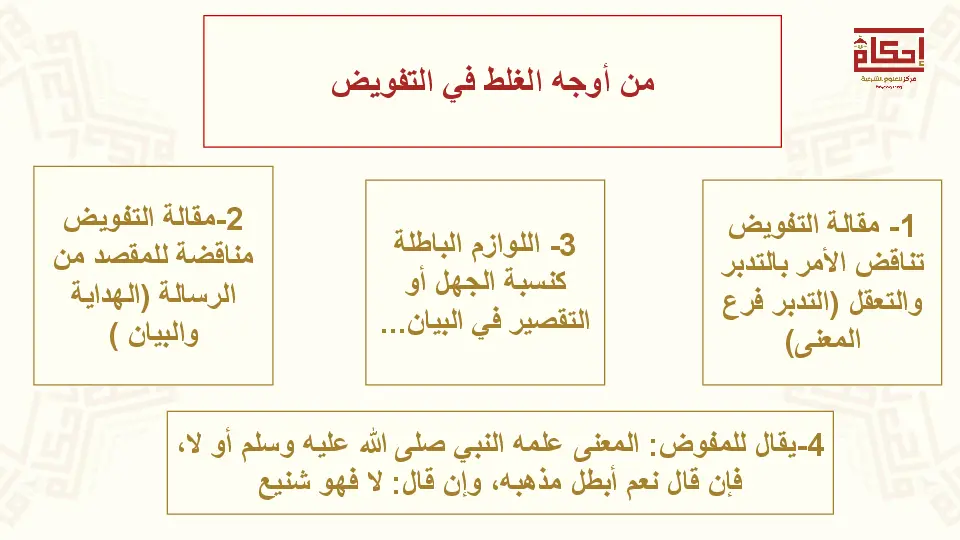 إحكام
مركز للعلوم الشرعية
من أوجه الغلط في التفويض
1- مقالة التفويض
تناقض الأمر بالتدبر
والتعقل (التدبر فرع
المعنى)
3- اللوازم الباطلة
كنسبة الجهل أو
التقصير في البيان...
2-مقالة التفويض
مناقضة للمقصد من
الرسالة (الهداية
والبيان )
4-يقال للمفوض: المعنى علمه النبي صلى الله عليه وسلم أو لا،
فإن قال نعم أبطل مذهبه، وإن قال: لا فهو شنيع